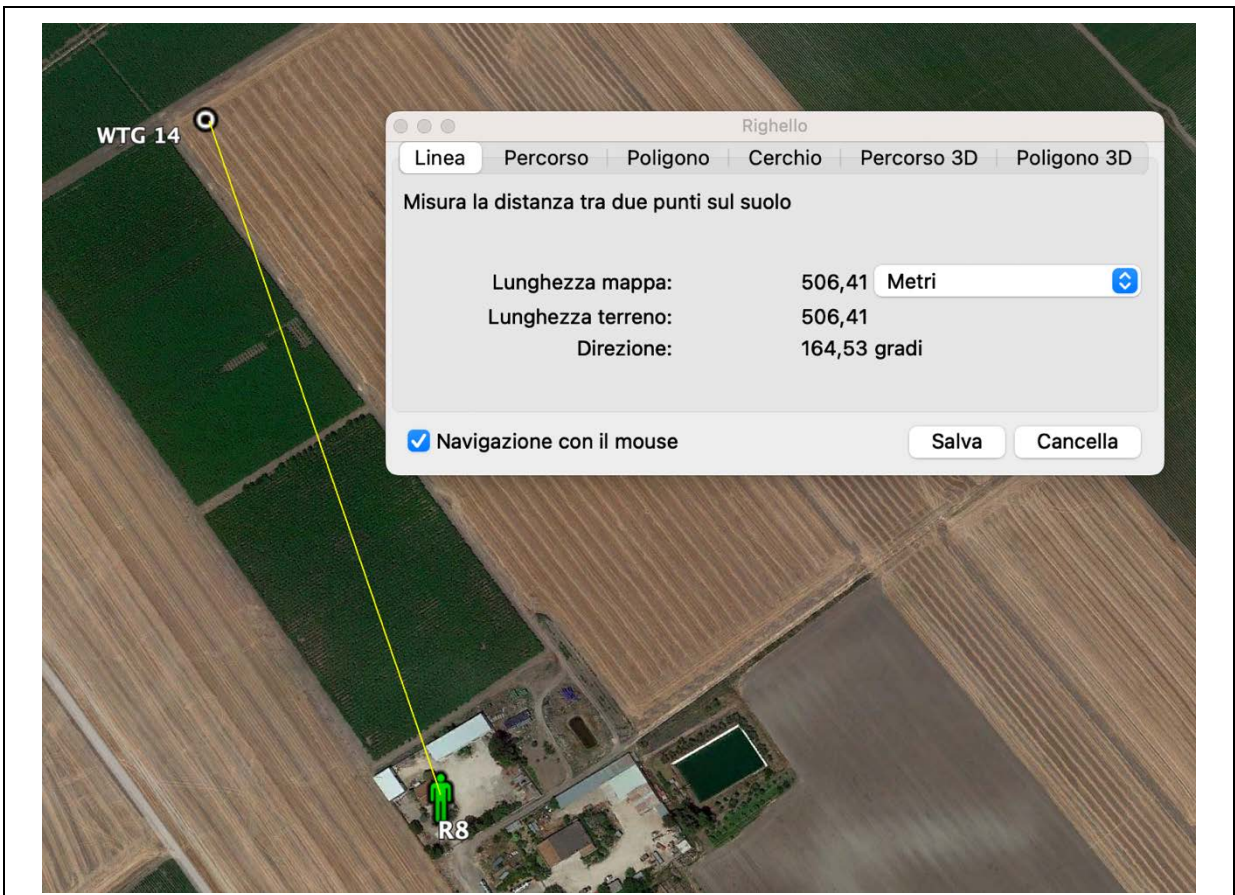 WTG 14
Righello
Linea Percorso Poligono Cerchio Percorso 3D Poligono 3D
Misura la distanza tra due punti sul suolo
Lunghezza mappa: 506,41 Metri
Lunghezza terreno: 506,41
Direzione: 164,53 gradi
Navigazione con il mouse Salva Cancella
R8